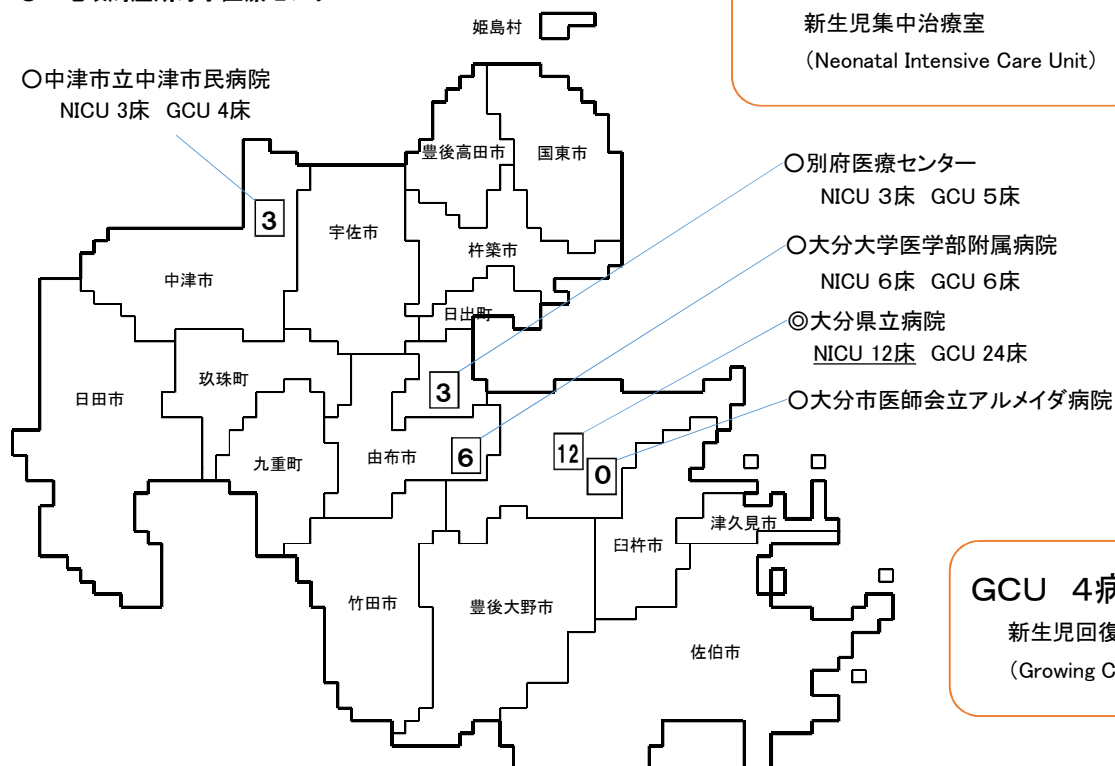 姫島村
新生児集中治療室
（Neonatal Intensive Care Unit）
○中津市立中津市民病院
NICU 3床 GCU 4床
豊後高田市
国東市
○別府医療センター
NICU 3床 GCU 5床
3
宇佐市
杵築市
○大分大学医学部附属病院
NICU 6床 GCU 6床
中津市
日出町
◎大分県立病院
NICU 12床 GCU 24床
玖珠町
日田市
3
○大分市医師会立アルメイダ病院
九重町
由布市
6
12
0
津久見市
臼杵市
竹田市
豊後大野市
佐伯市
GCU 4病
新生児回復
（Growing C